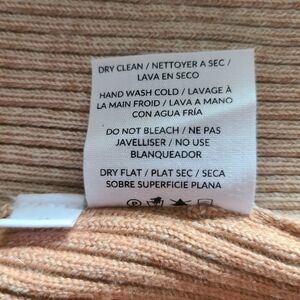 DRY CLEAN / NETTOYER A SEC /
LAVA EN SECO
HAND WASH COLD / LAVAGE À
LA MAIN FROID / LAVA A MANO
CON AGUA FRÍA
DO NOT BLEACH / NE PAS
JAVELLISER / NO USE
BLANQUEADOR
DRY FLAT / PLAT SEC / SECA
SOBRE SUPERFICIE PLANA